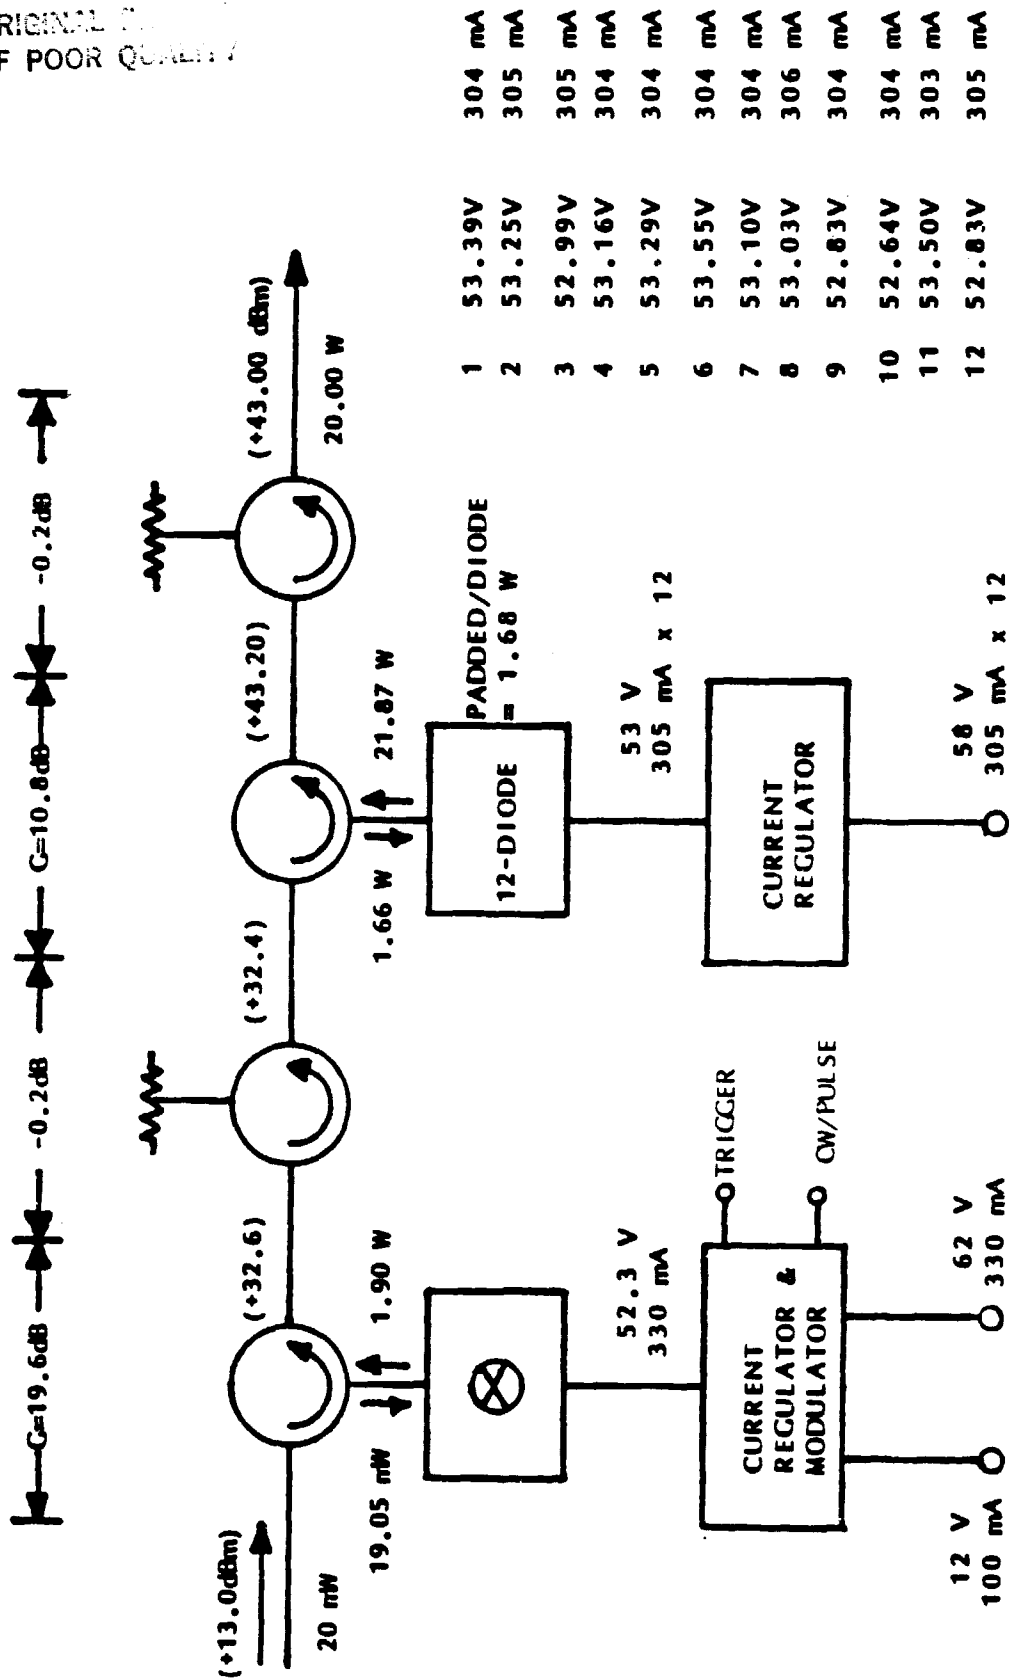 RIGINAL
F POOR
G=19.6dB
-0.2dB
G=10.8dB
-0.2dB
(+13.0dBm)
(+32.6)
(+32.4)
(+43.20)
(+43.00 dBm)
20 mW
20.00 W
19.05 mW
1.90 W
1.66 W
21.87 W
12-DIODE
PADDED/DIODE
= 1.68 W
52.3 V
330 mA
53 V
305 mA x 12
CURRENT
REGULATOR &
MODULATOR
TRIGGER
CW/PULSE
CURRENT
REGULATOR
12 V
100 mA
62 V
330 mA
58 V
305 mA x 12
1 53.39V 304 mA
2 53.25V 305 mA
3 52.99V 305 mA
4 53.16V 304 mA
5 53.29V 304 mA
6 53.55V 304 mA
7 53.10V 304 mA
8 53.03V 306 mA
9 52.83V 304 mA
10 52.64V 304 mA
11 53.50V 303 mA
12 52.83V 305 mA